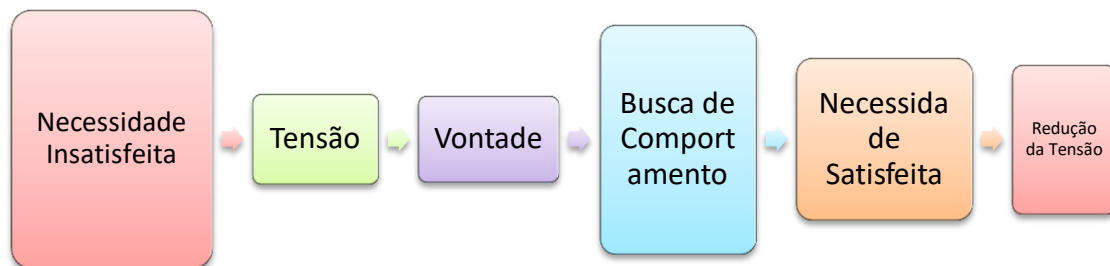 Necessidade
Insatisfeita
Tensão
Vontade
Busca de
Comport
amento
Necessida
de
Satisfeita
Redução
da Tensão